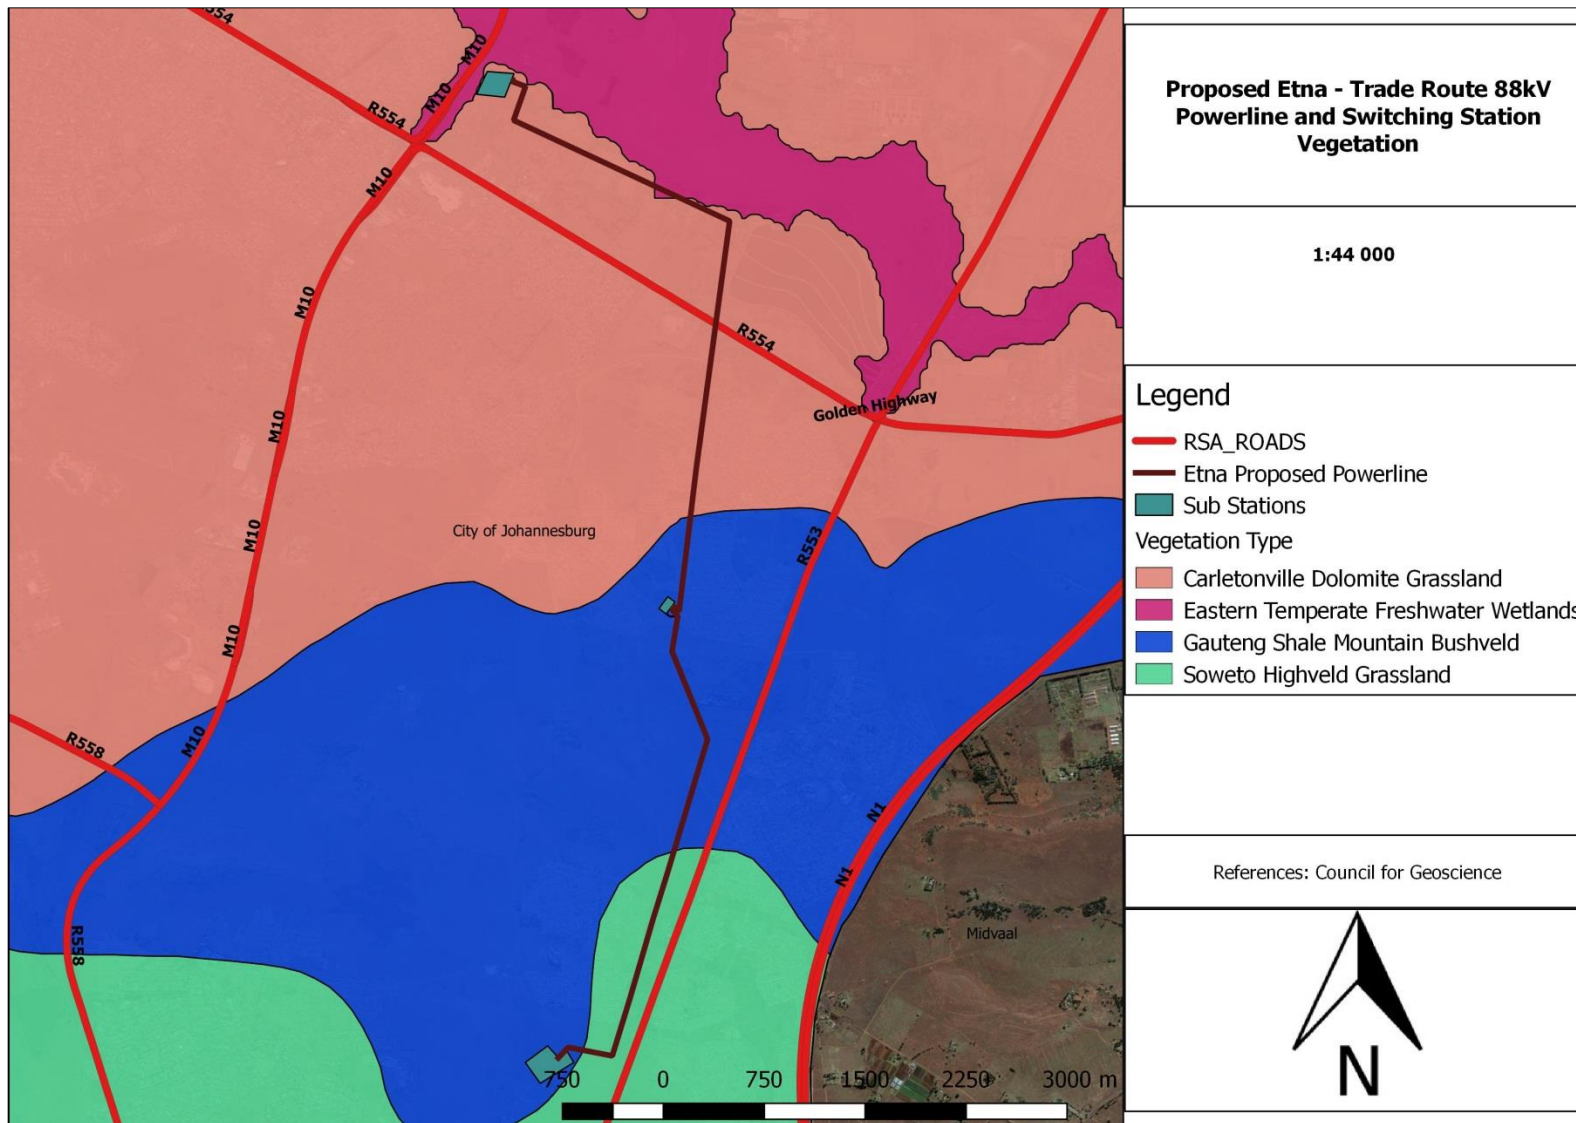 R554
M10
M10
R554
M10
M10
R554
Golden Highway
M10
City of Johannesburg
M10
R553
M10
M10
R558
N1
N1
R558
Midvaal
750 0 750 1500 2250 3000 m
Proposed Etna - Trade Route 88kV
Powerline and Switching Station
Vegetation
1:44 000
Legend
RSA_ROADS
Etna Proposed Powerline
Sub Stations
Vegetation Type
Carletonville Dolomite Grassland
Eastern Temperate Freshwater Wetlands
Gauteng Shale Mountain Bushveld
Soweto Highveld Grassland
References: Council for Geoscience
N